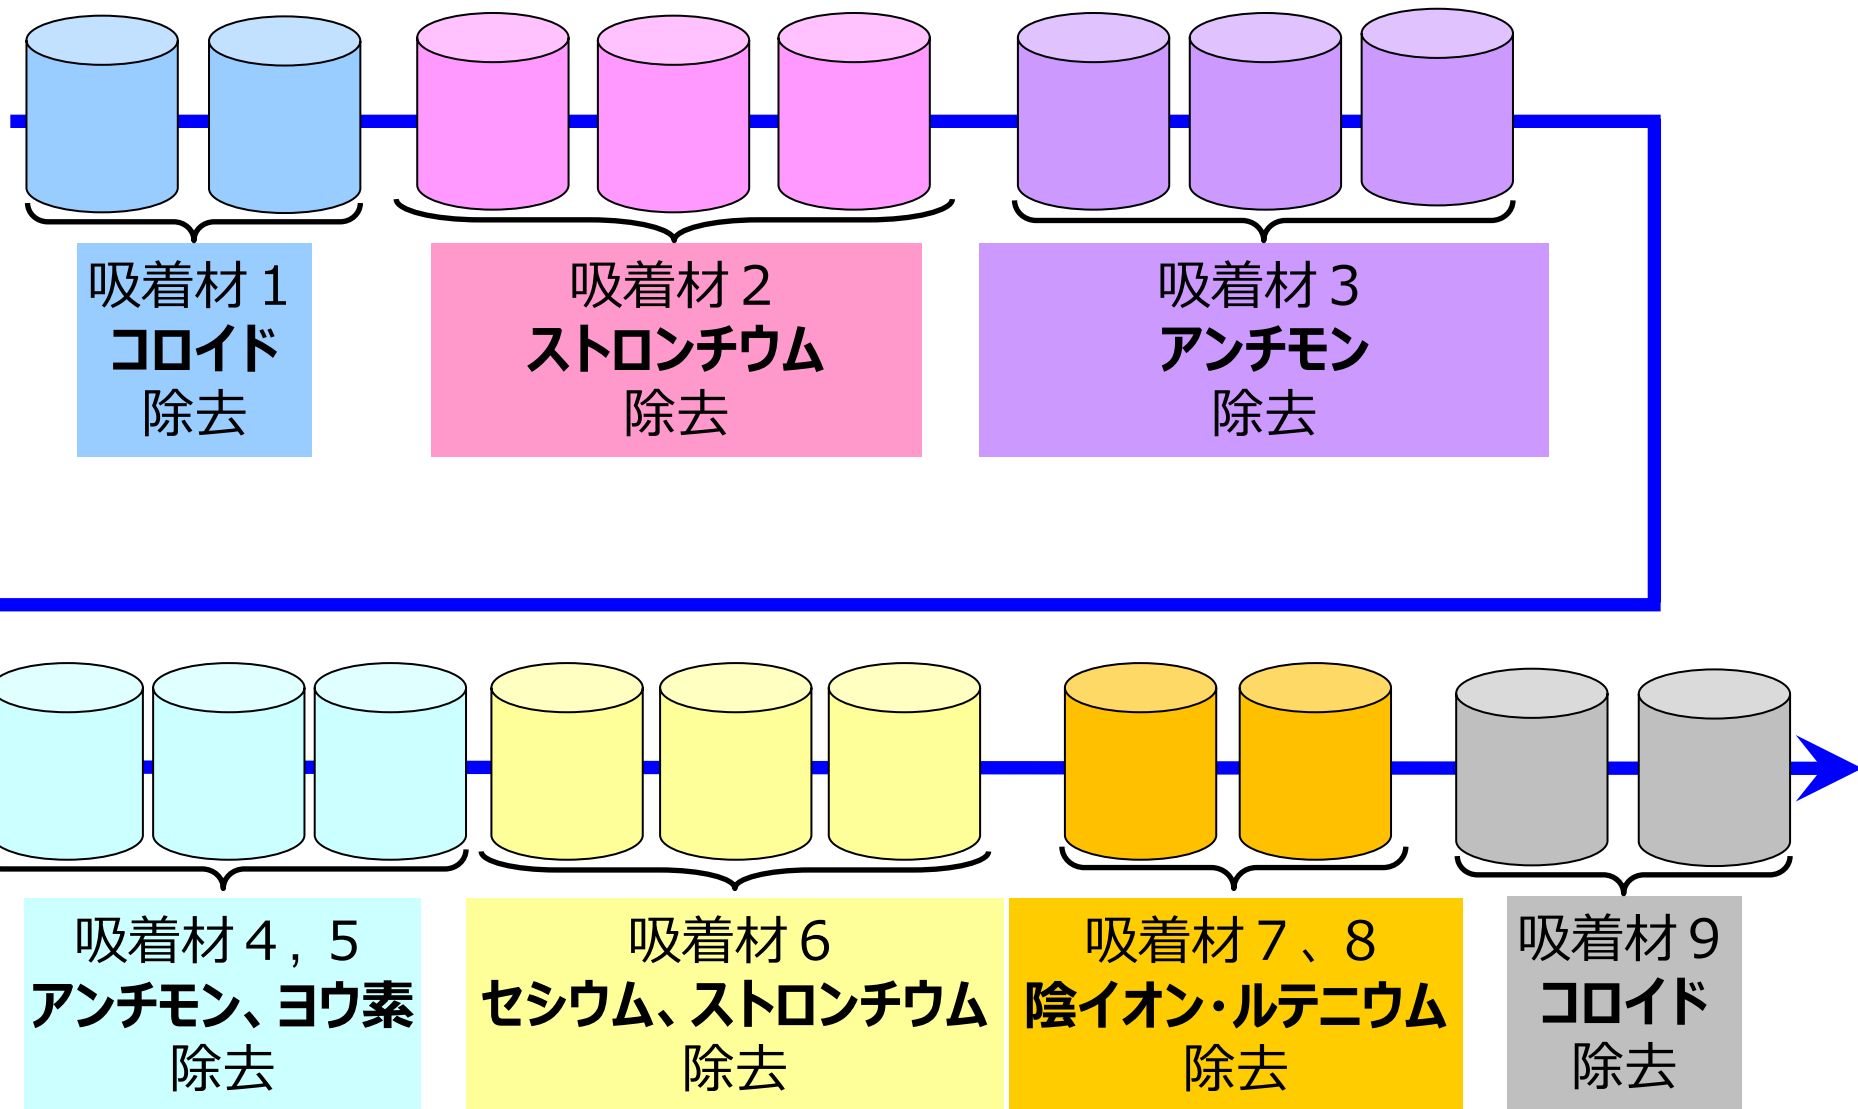 吸着材１
コロイド
除去
吸着材２
ストロンチウム
除去
吸着材３
アンチモン
除去
吸着材４，５
アンチモン、ヨウ素
除去
吸着材６
セシウム、ストロンチウム
除去
吸着材７、８
陰イオン・ルテニウム
除去
吸着材９
コロイド
除去